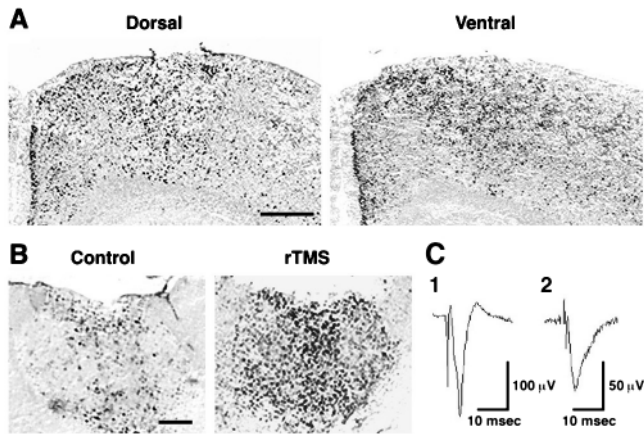 A
Dorsal
Ventral
B
Control
rTMS
C
1
2
100 µV
10 msec
50 µV
10 msec